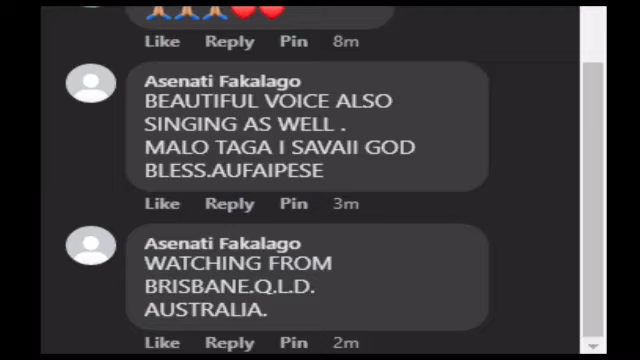 Like Reply Pin 8m
Asenati Fakalago
BEAUTIFUL VOICE ALSO
SINGING AS WELL .
MALO TAGA I SAVAII GOD
BLESS.AUFAIPESE
Like Reply Pin 3m
Asenati Fakalago
WATCHING FROM
BRISBANE.Q.L.D.
AUSTRALIA.
Like Reply Pin 2m